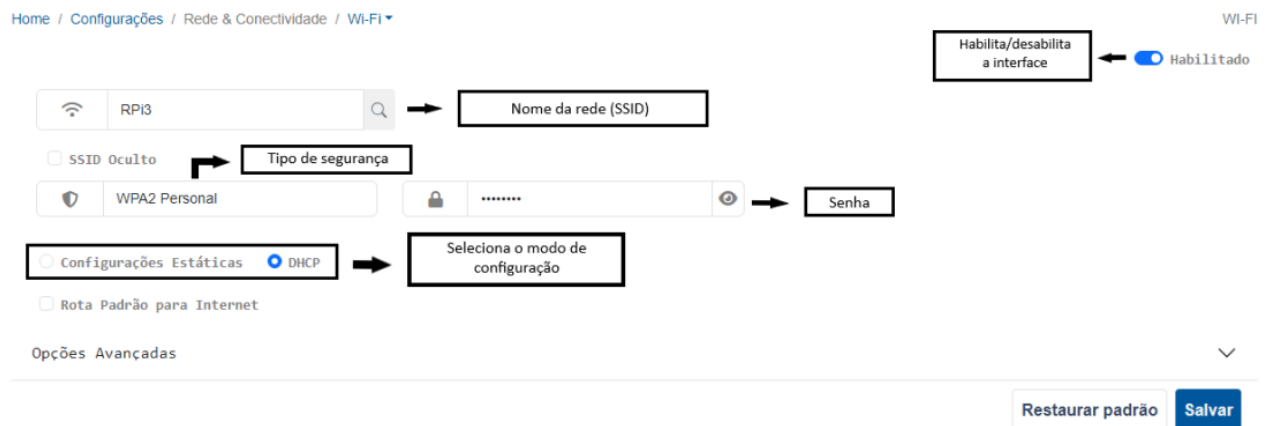 Home / Configurações / Rede & Conectividade / Wi-Fi
WI-FI
Habilita/desabilita
a interface
Habilitado
RPi3
Nome da rede (SSID)
SSID Oculto
Tipo de segurança
WPA2 Personal
••••••••
Senha
Configurações Estáticas
DHCP
Seleciona o modo de
configuração
Rota Padrão para Internet
Opções Avançadas
Restaurar padrão
Salvar